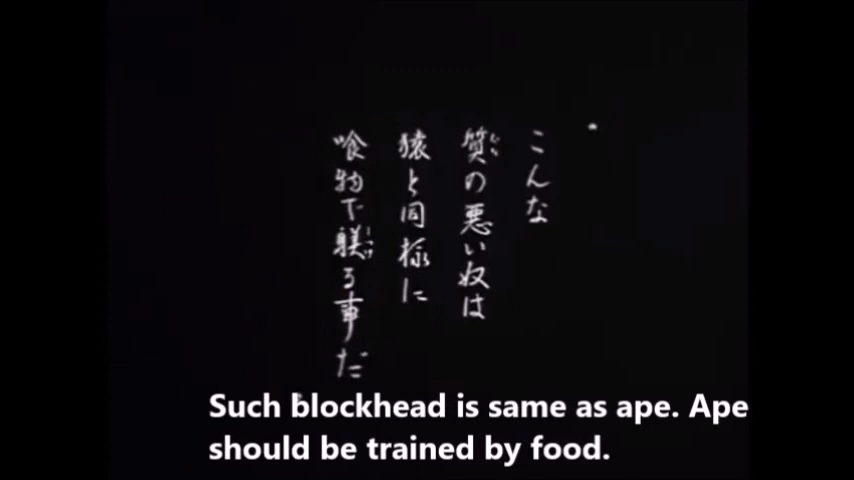 こんな
質の悪い奴は
猿と同様に
喰物で躾る事だ
Such blockhead is same as ape. Ape
should be trained by food.